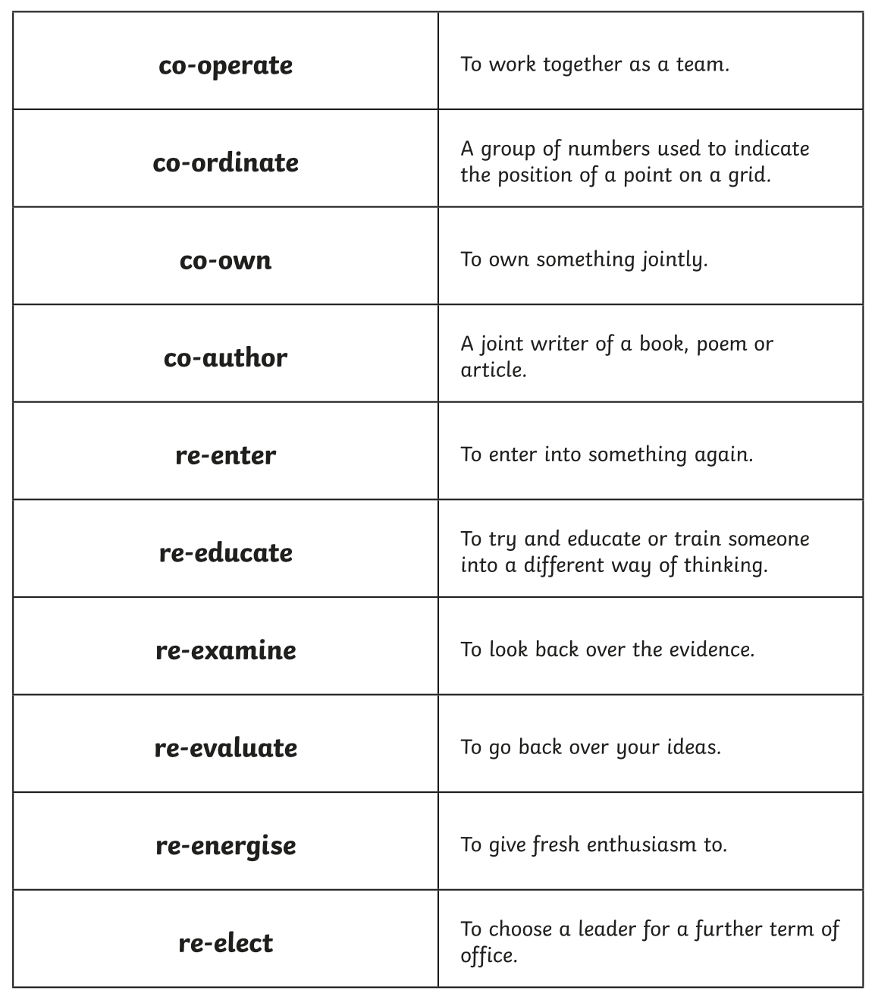 co-operate
To work together as a team.
co-ordinate
A group of numbers used to indicate
the position of a point on a grid.
co-own
To own something jointly.
co-author
A joint writer of a book, poem or
article.
re-enter
To enter into something again.
re-educate
To try and educate or train someone
into a different way of thinking.
re-examine
To look back over the evidence.
re-evaluate
To go back over your ideas.
re-energise
To give fresh enthusiasm to.
re-elect
To choose a leader for a further term of
office.